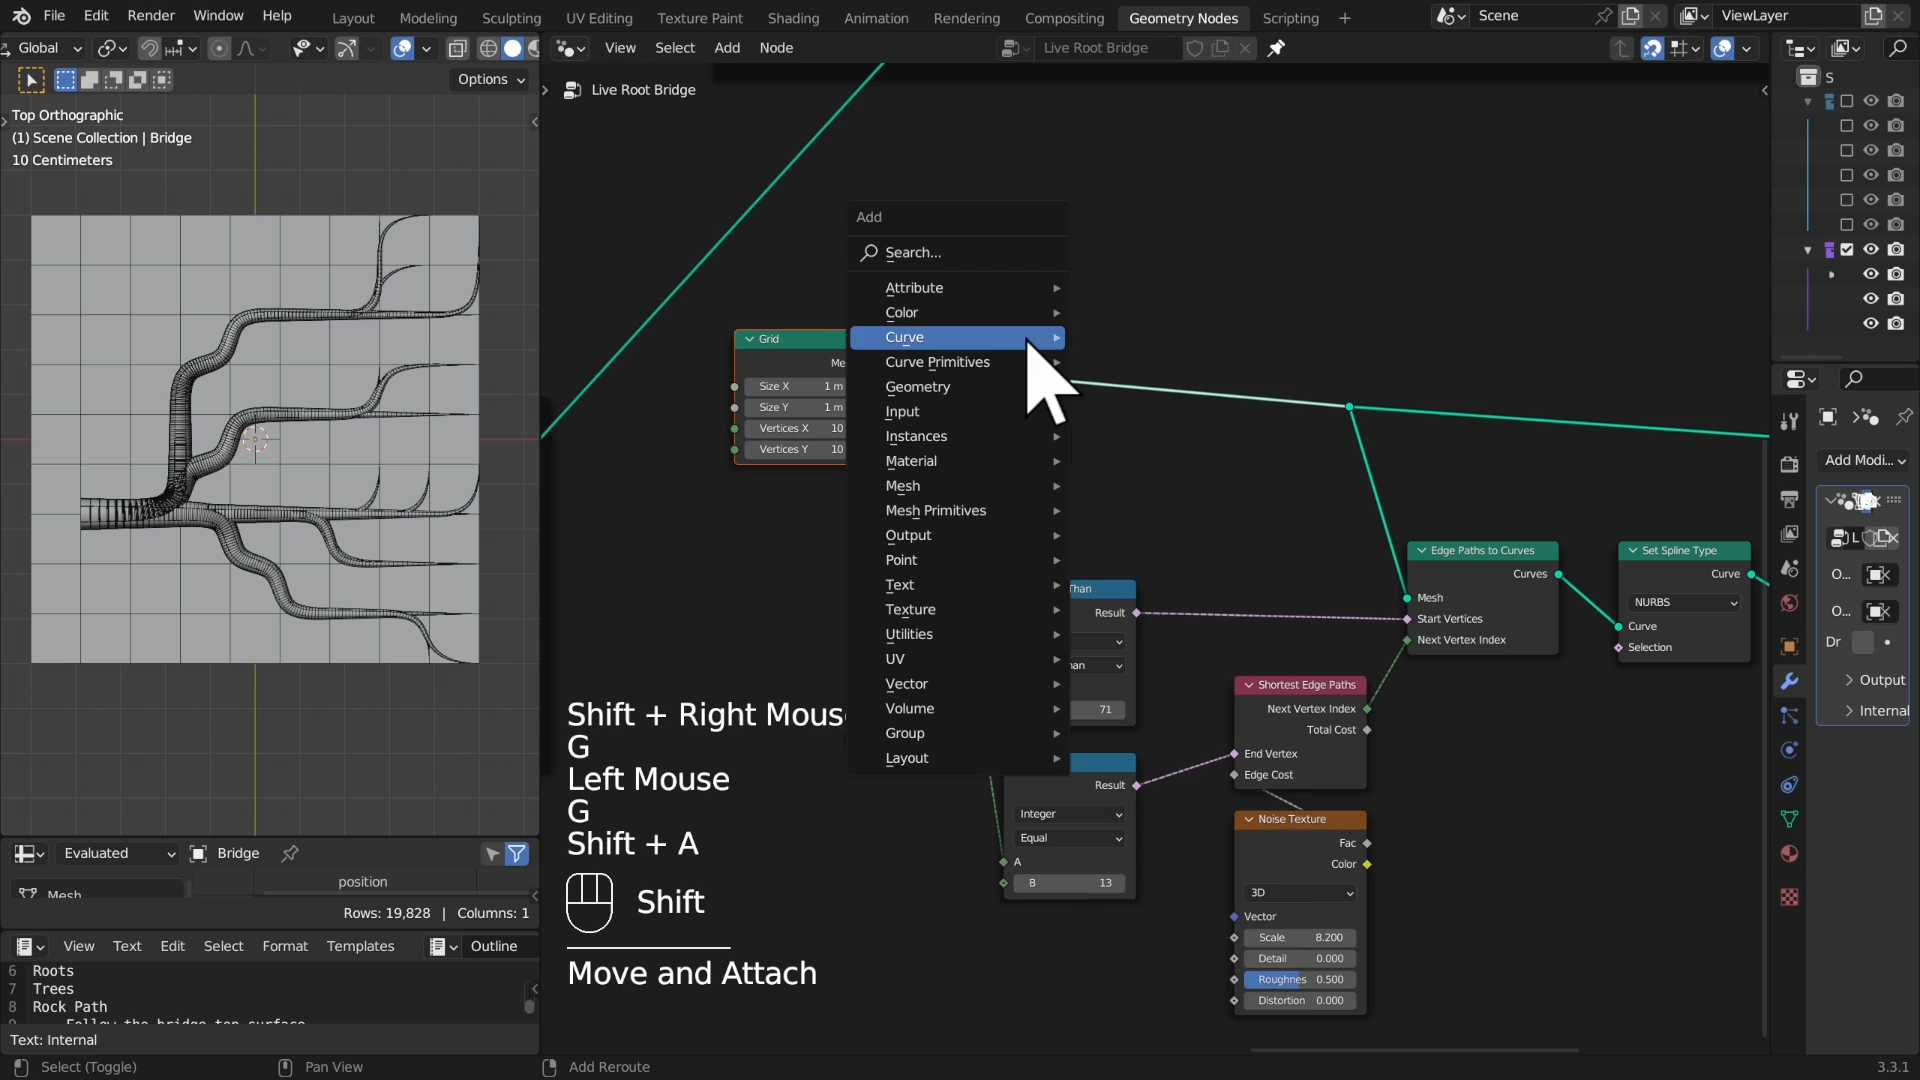 File Edit Render Window Help
Layout Modeling Sculpting UV Editing Texture Paint Shading Animation Rendering Compositing Geometry Nodes Scripting +
Scene
ViewLayer
Global
View Select Add Node
Live Root Bridge
Options
Live Root Bridge
S
Top Orthographic
(1) Scene Collection | Bridge
10 Centimeters
Add
Search...
Attribute
Color
Curve
Curve Primitives
Geometry
Input
Instances
Material
Mesh
Mesh Primitives
Output
Point
Text
Texture
Utilities
UV
Vector
Volume
Group
Layout
Grid
Size X 1 m
Size Y 1 m
Vertices X 10
Vertices Y 10
Than
Result
71
Result
Integer
Equal
A
B 13
Edge Paths to Curves
Curves
Mesh
Start Vertices
Next Vertex Index
Set Spline Type
Curve
NURBS
Curve
Selection
Shortest Edge Paths
Next Vertex Index
Total Cost
End Vertex
Edge Cost
Noise Texture
Fac
Color
3D
Vector
Scale 8.200
Detail 0.000
Roughnes 0.500
Distortion 0.000
Add Modi...
L
O...
O...
Dr
Output
Internal
Shift + Right Mous
G
Left Mouse
G
Shift + A
Shift
Move and Attach
Evaluated
Bridge
Mesh
position
Rows: 19,828 | Columns: 1
View Text Edit Select Format Templates
Outline
6 Roots
7 Trees
8 Rock Path
Text: Internal
Select (Toggle)
Pan View
Add Reroute
3.3.1